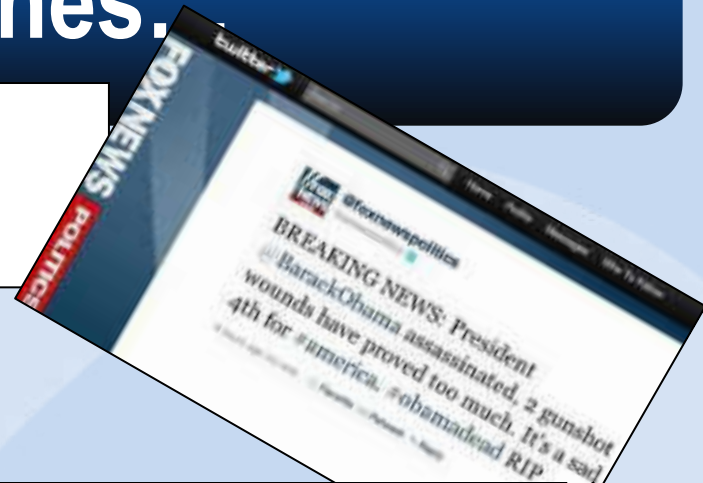 nes...
twitter
FOXNEWS POLITICS
@foxnewspolitics
BREAKING NEWS: President
@BarackObama assassinated, 2 gunshot
wounds have proved too much. It's a sad
4th for #america. #obamadead RIP